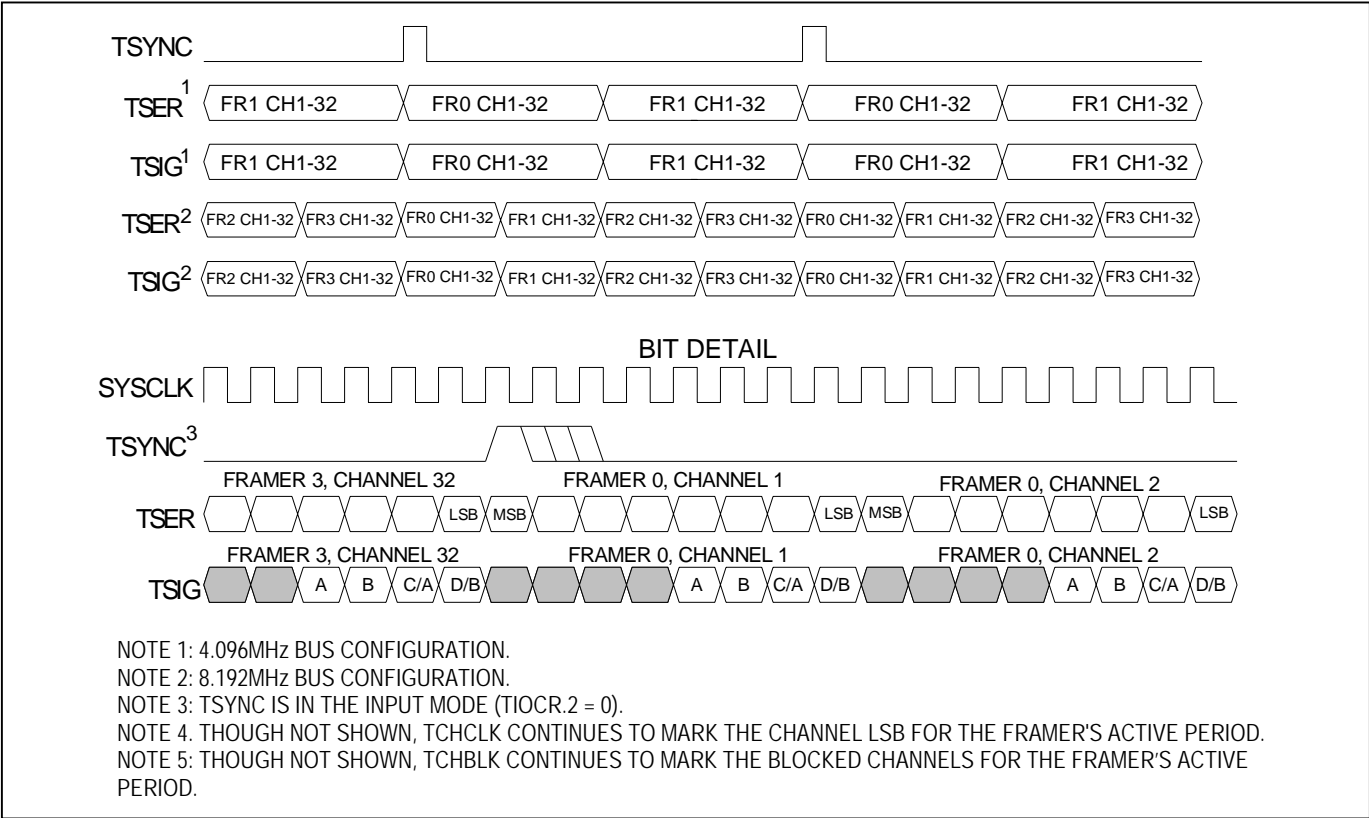 TSYNC
TSER1 FR1 CH1-32 FR0 CH1-32 FR1 CH1-32 FR0 CH1-32 FR1 CH1-32
TSIG1 FR1 CH1-32 FR0 CH1-32 FR1 CH1-32 FR0 CH1-32 FR1 CH1-32
TSER2 FR2 CH1-32 FR3 CH1-32 FR0 CH1-32 FR1 CH1-32 FR2 CH1-32 FR3 CH1-32 FR0 CH1-32 FR1 CH1-32 FR2 CH1-32 FR3 CH1-32
TSIG2 FR2 CH1-32 FR3 CH1-32 FR0 CH1-32 FR1 CH1-32 FR2 CH1-32 FR3 CH1-32 FR0 CH1-32 FR1 CH1-32 FR2 CH1-32 FR3 CH1-32
BIT DETAIL
SYSCLK
TSYNC3
FRAMER 3, CHANNEL 32 FRAMER 0, CHANNEL 1 FRAMER 0, CHANNEL 2
TSER LSB MSB LSB MSB LSB
FRAMER 3, CHANNEL 32 FRAMER 0, CHANNEL 1 FRAMER 0, CHANNEL 2
TSIG A B C/A D/B A B C/A D/B A B C/A D/B
NOTE 1: 4.096MHz BUS CONFIGURATION.
NOTE 2: 8.192MHz BUS CONFIGURATION.
NOTE 3: TSYNC IS IN THE INPUT MODE (TIOCR.2 = 0).
NOTE 4. THOUGH NOT SHOWN, TCHCLK CONTINUES TO MARK THE CHANNEL LSB FOR THE FRAMER'S ACTIVE PERIOD.
NOTE 5: THOUGH NOT SHOWN, TCHBLK CONTINUES TO MARK THE BLOCKED CHANNELS FOR THE FRAMER’S ACTIVE
PERIOD.